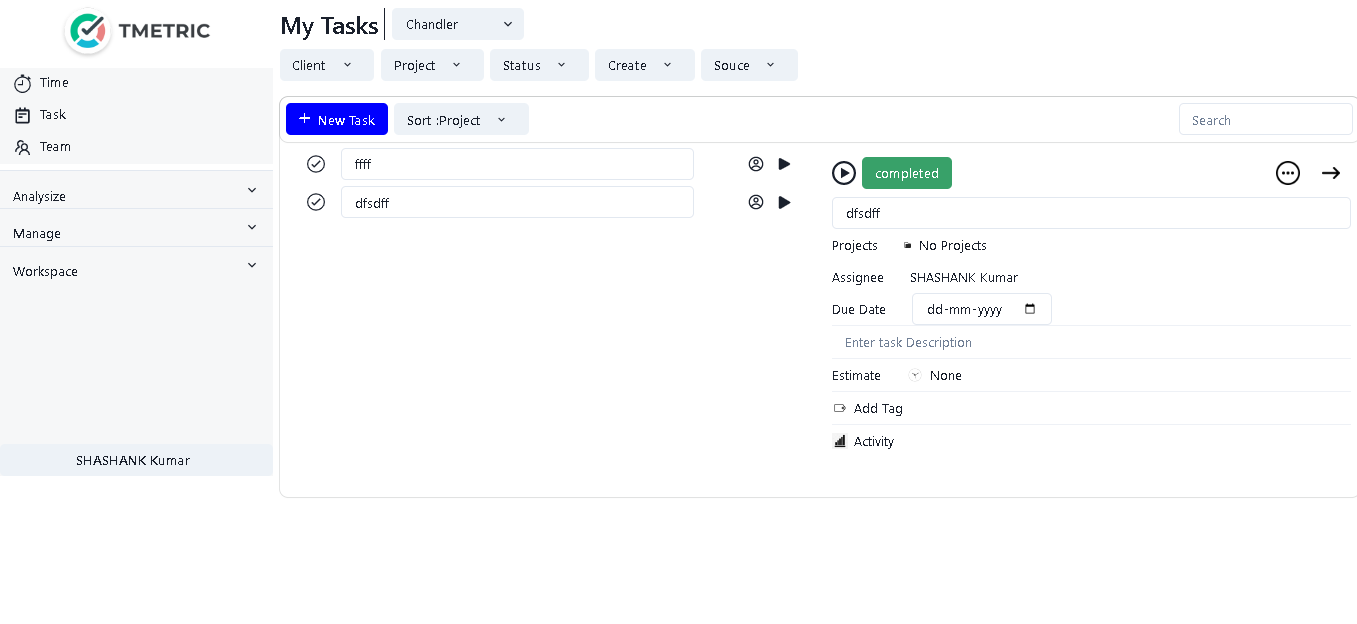 TMETRIC
Time
Task
Team
Analysize
Manage
Workspace
SHASHANK Kumar
My Tasks Chandler
Client Project Status Create Souce
+ New Task Sort :Project Search
ffff
dfsdff
completed
dfsdff
Projects No Projects
Assignee SHASHANK Kumar
Due Date dd-mm-yyyy
Enter task Description
Estimate None
Add Tag
Activity